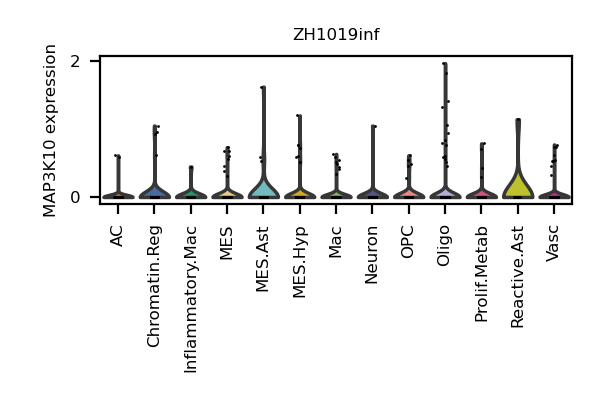 ZH1019inf
MAP3K10 expression
2
0
AC
Chromatin.Reg
Inflammatory.Mac
MES
MES.Ast
MES.Hyp
Mac
Neuron
OPC
Oligo
Prolif.Metab
Reactive.Ast
Vasc